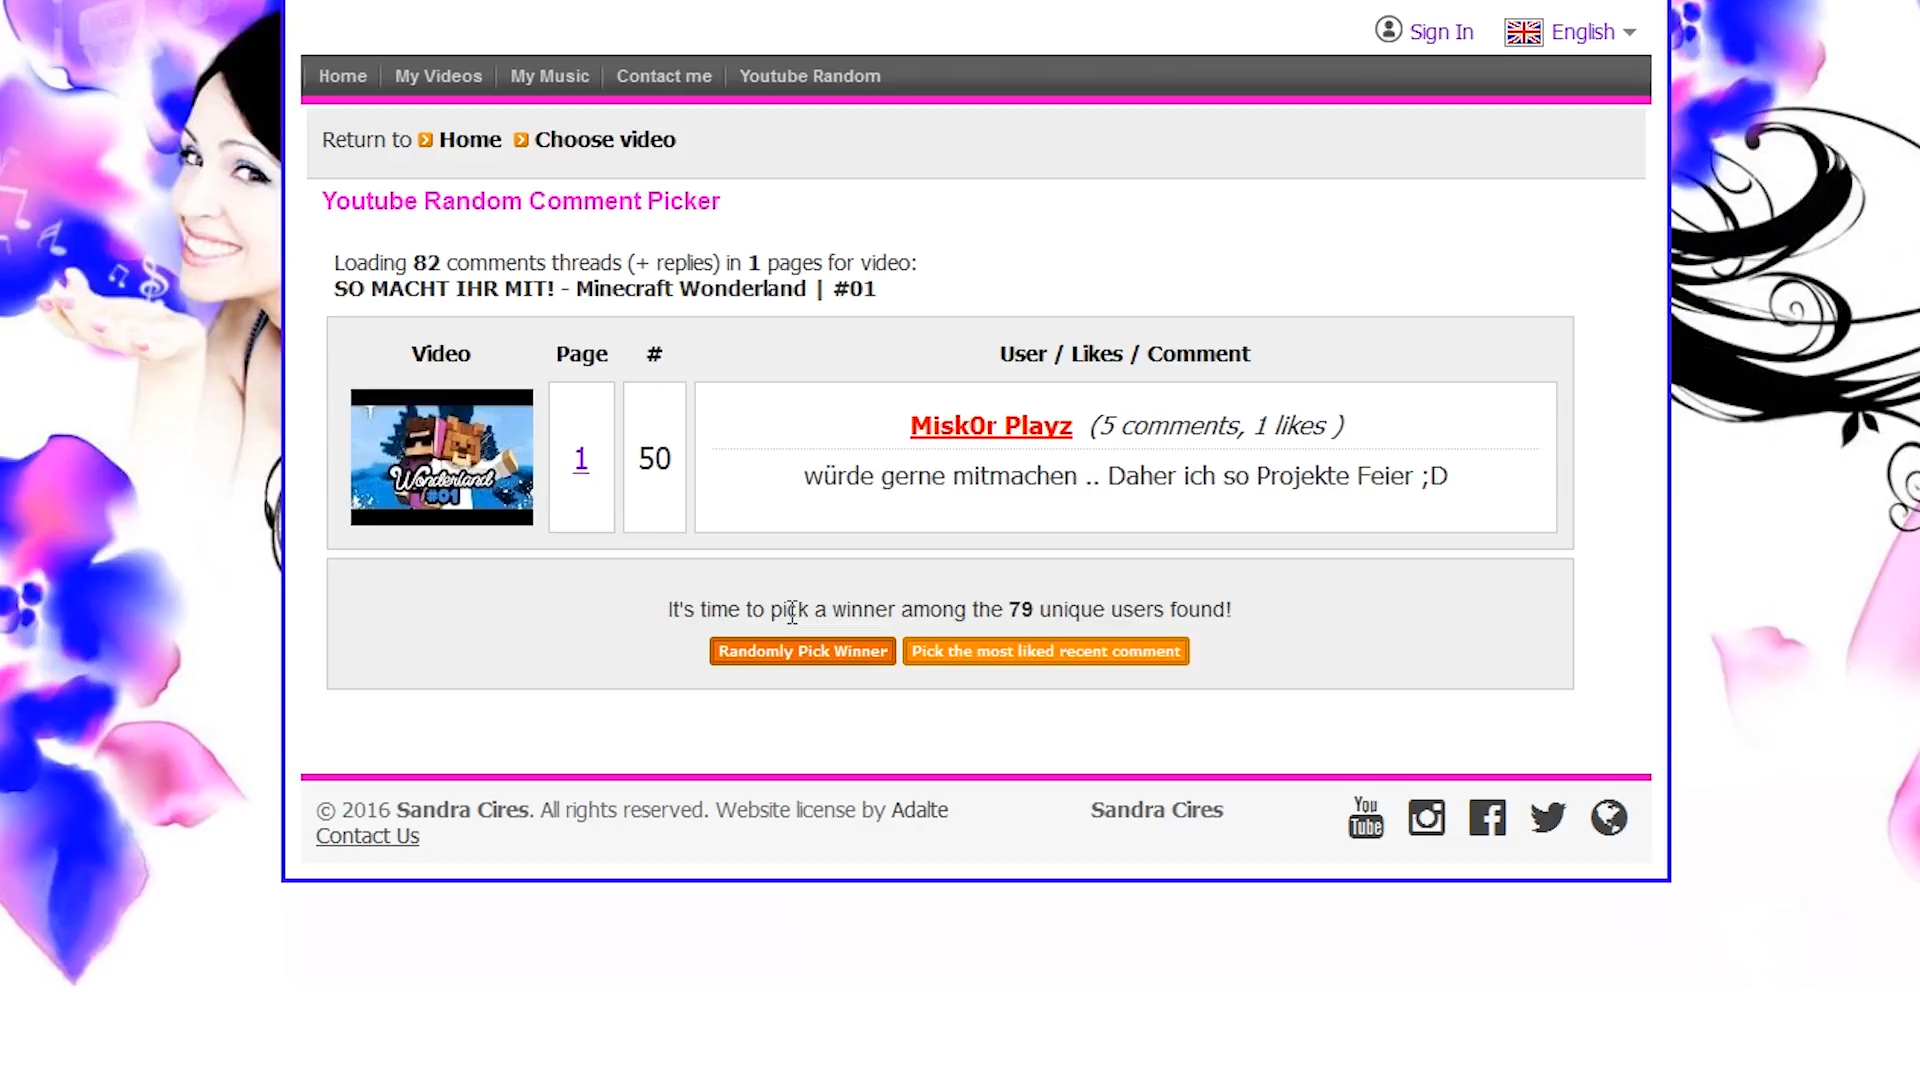 Sign In
English
Home
My Videos
My Music
Contact me
Youtube Random
Return to Home Choose video
Youtube Random Comment Picker
Loading 82 comments threads (+ replies) in 1 pages for video:
SO MACHT IHR MIT! - Minecraft Wonderland | #01
Video
Page
#
User / Likes / Comment
Wonderland
#01
1
50
Misk0r Playz (5 comments, 1 likes )
würde gerne mitmachen .. Daher ich so Projekte Feier ;D
It's time to pick a winner among the 79 unique users found!
Randomly Pick Winner
Pick the most liked recent comment
© 2016 Sandra Cires. All rights reserved. Website license by Adalte
Contact Us
Sandra Cires
You
Tube